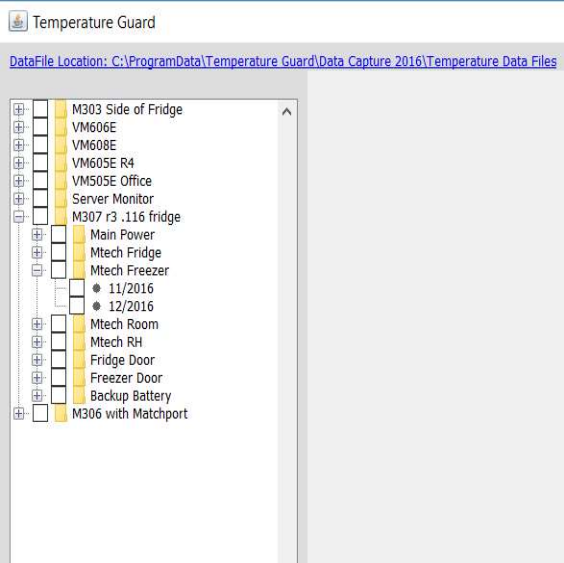 Temperature Guard
DataFile Location: C:\ProgramData\Temperature Guard\Data Capture 2016\Temperature Data Files
M303 Side of Fridge
VM606E
VM608E
VM605E R4
VM505E Office
Server Monitor
M307 r3 .116 fridge
Main Power
Mtech Fridge
Mtech Freezer
11/2016
12/2016
Mtech Room
Mtech RH
Fridge Door
Freezer Door
Backup Battery
M306 with Matchport